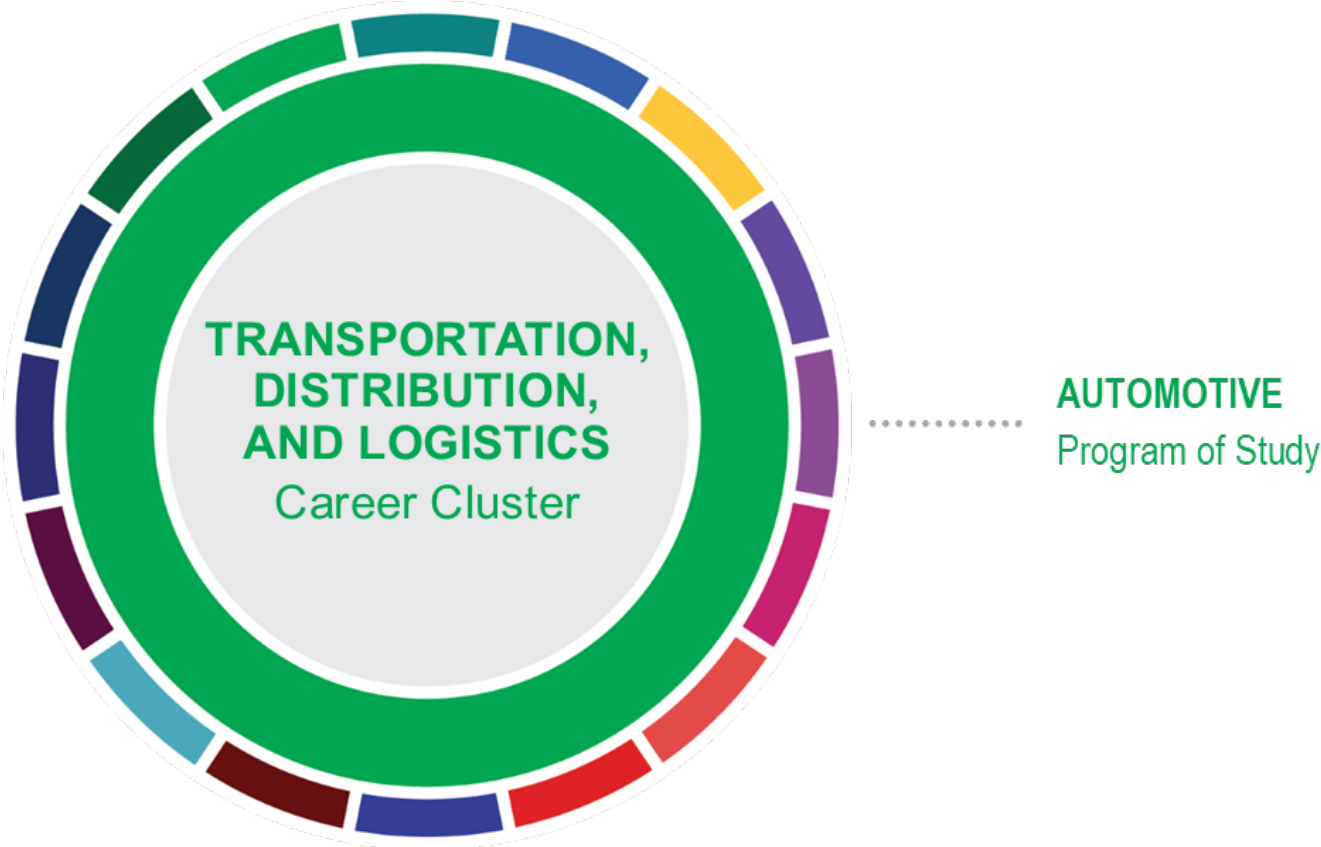 TRANSPORTATION,
DISTRIBUTION,
AND LOGISTICS
Career Cluster
AUTOMOTIVE
Program of Study